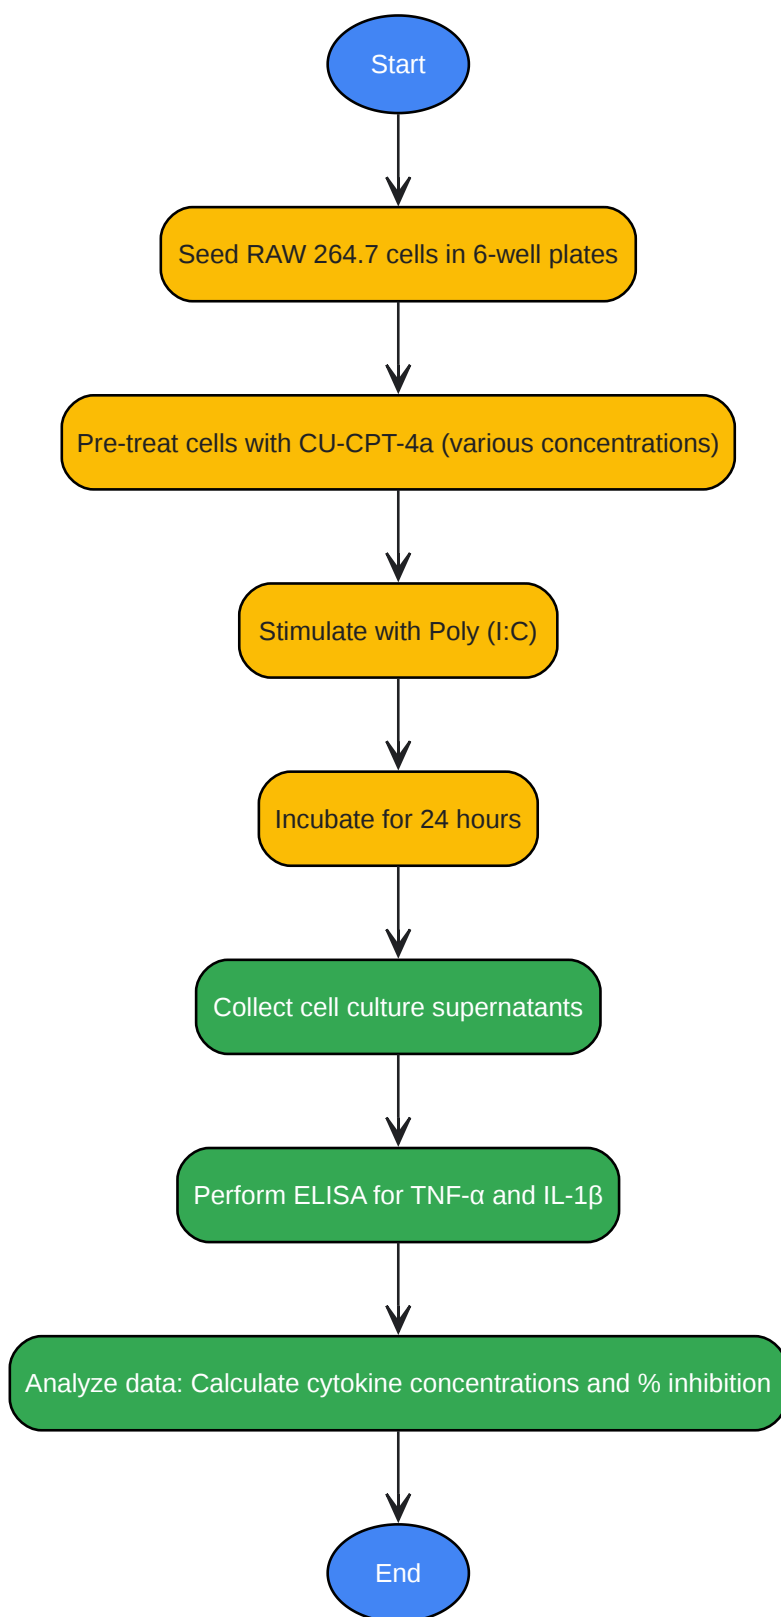 Start
Seed RAW 264.7 cells in 6-well plates
Pre-treat cells with CU-CPT-4a (various concentrations)
Stimulate with Poly (I:C)
Incubate for 24 hours
Collect cell culture supernatants
Perform ELISA for TNF-α and IL-1β
Analyze data: Calculate cytokine concentrations and % inhibition
End